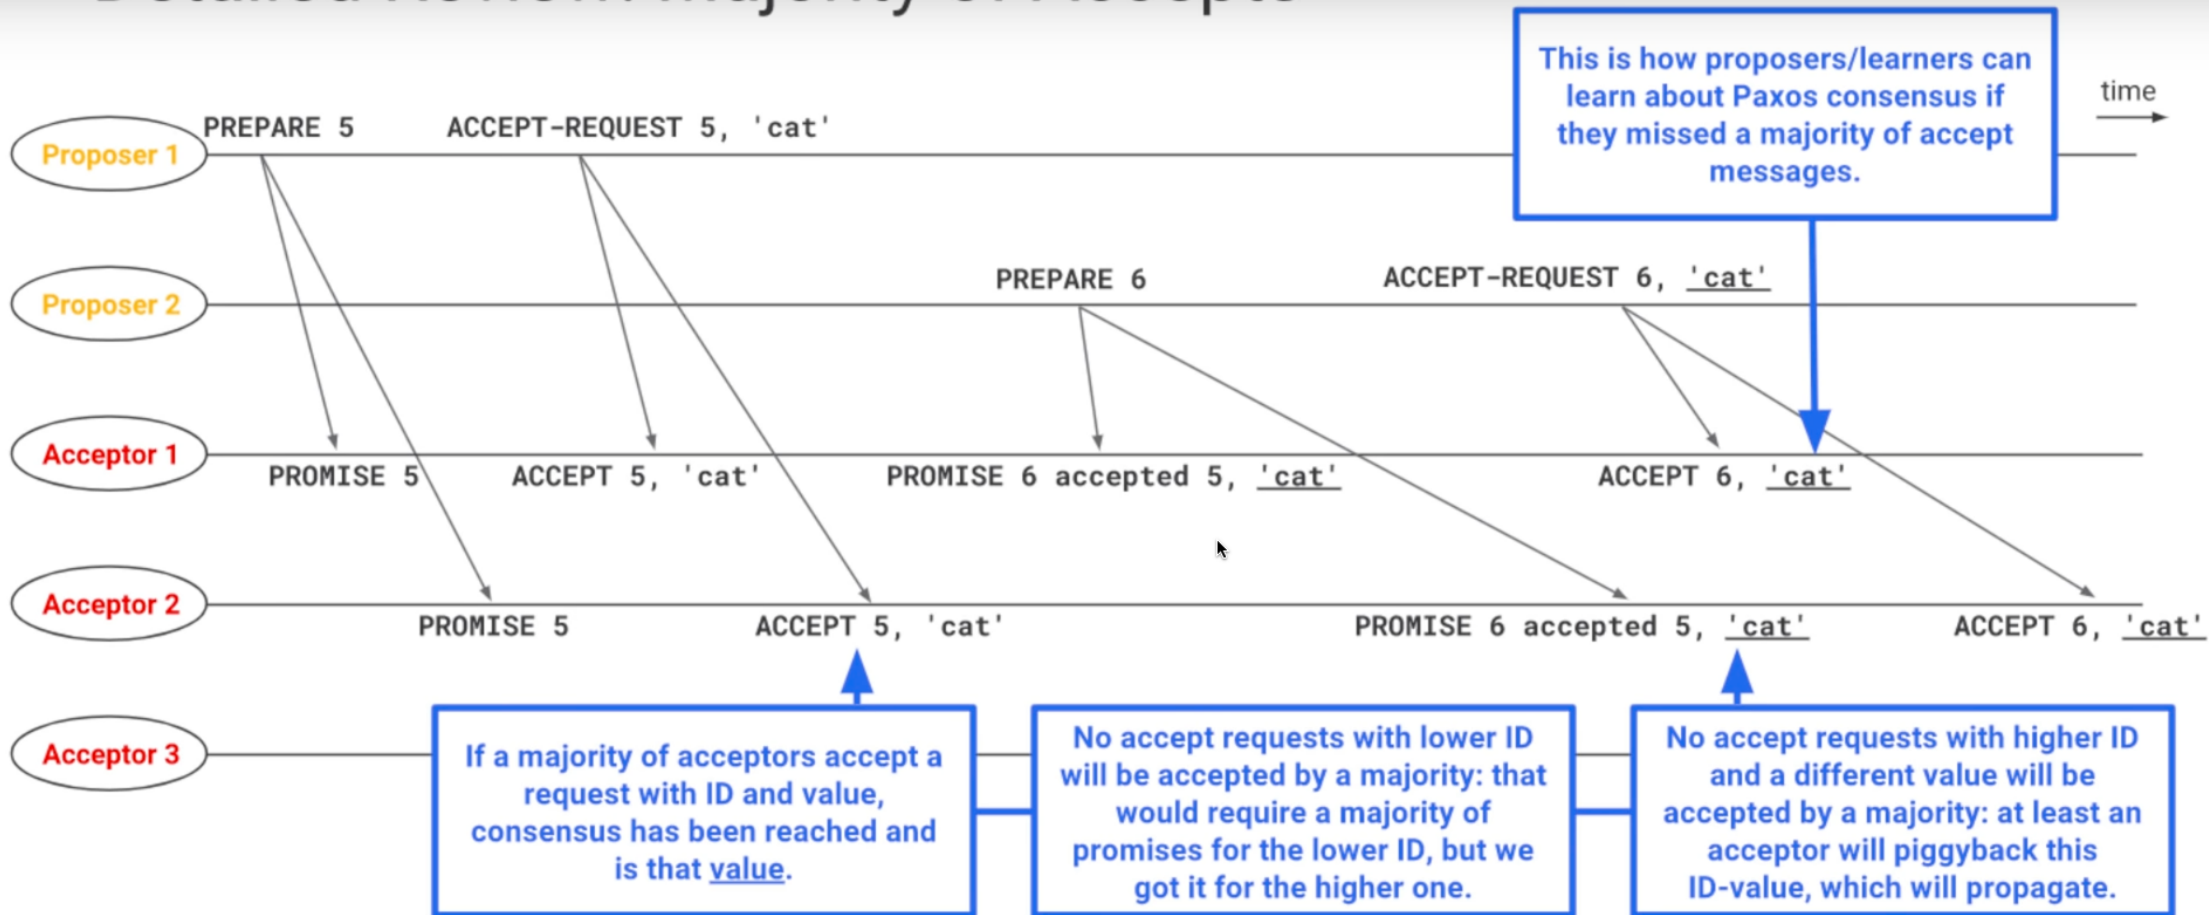 This is how proposers/learners can
learn about Paxos consensus if
they missed a majority of accept
messages.
time
PREPARE 5
ACCEPT-REQUEST 5, 'cat'
Proposer 1
PREPARE 6
ACCEPT-REQUEST 6, 'cat'
Proposer 2
Acceptor 1
PROMISE 5
ACCEPT 5, 'cat'
PROMISE 6 accepted 5, 'cat'
ACCEPT 6, 'cat'
Acceptor 2
PROMISE 5
ACCEPT 5, 'cat'
PROMISE 6 accepted 5, 'cat'
ACCEPT 6, 'cat'
Acceptor 3
If a majority of acceptors accept a
request with ID and value,
consensus has been reached and
is that value.
No accept requests with lower ID
will be accepted by a majority: that
would require a majority of
promises for the lower ID, but we
got it for the higher one.
No accept requests with higher ID
and a different value will be
accepted by a majority: at least an
acceptor will piggyback this
ID-value, which will propagate.